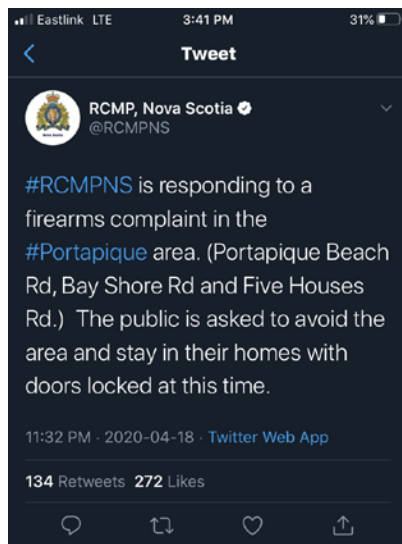 Eastlink LTE 3:41 PM 31%
Tweet
RCMP, Nova Scotia
@RCMPNS
#RCMPNS is responding to a
firearms complaint in the
#Portapique area. (Portapique Beach
Rd, Bay Shore Rd and Five Houses
Rd.) The public is asked to avoid the
area and stay in their homes with
doors locked at this time.
11:32 PM · 2020-04-18 · Twitter Web App
134 Retweets 272 Likes